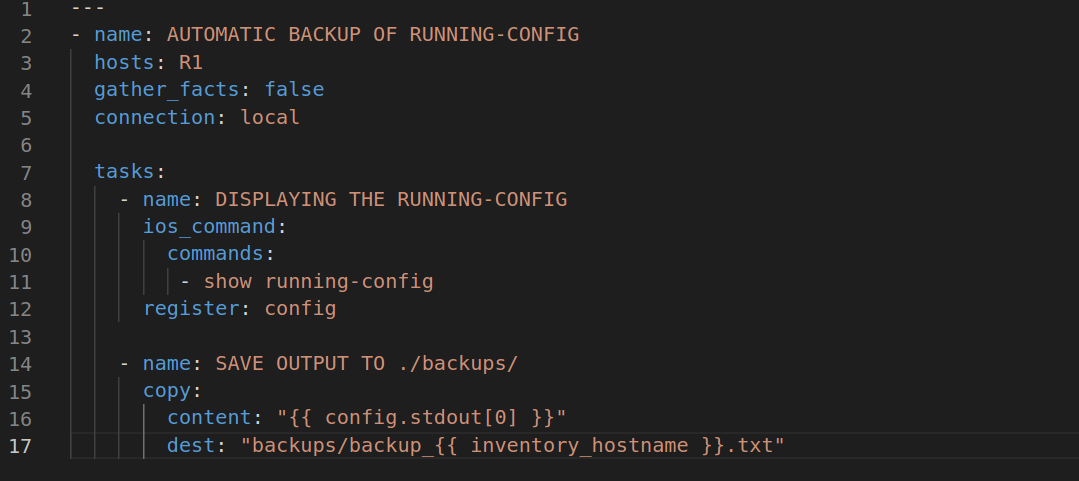 1 ---
2 - name: AUTOMATIC BACKUP OF RUNNING-CONFIG
3   hosts: R1
4   gather_facts: false
5   connection: local
6
7   tasks:
8     - name: DISPLAYING THE RUNNING-CONFIG
9       ios_command:
10         commands:
11          - show running-config
12       register: config
13
14     - name: SAVE OUTPUT TO ./backups/
15       copy:
16         content: "{{ config.stdout[0] }}"
17         dest: "backups/backup_{{ inventory_hostname }}.txt"